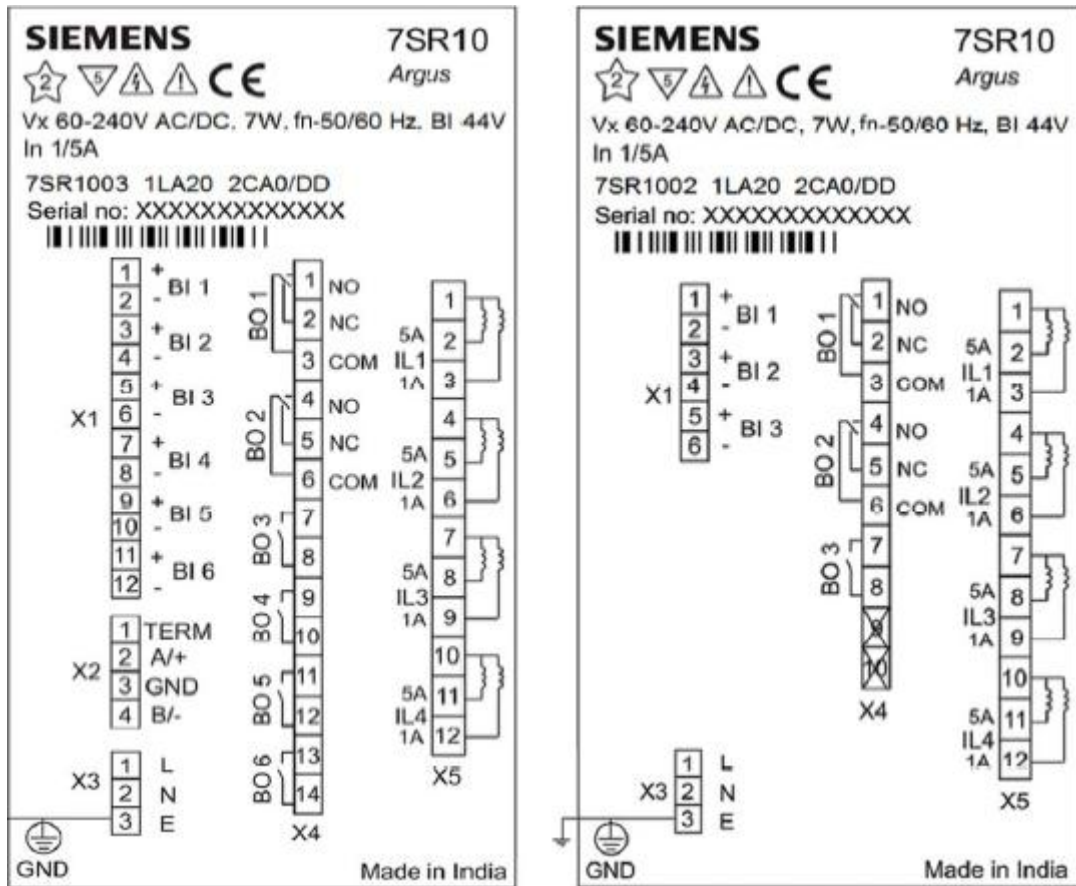 SIEMENS 7SR10
2 5 CE Argus
Vx 60-240V AC/DC, 7W, fn-50/60 Hz, BI 44V
In 1/5A
7SR1003 1LA20 2CA0/DD
Serial no: XXXXXXXXXXXXX
X1
1 + BI 1
2 -
3 + BI 2
4 -
5 + BI 3
6 -
7 + BI 4
8 -
9 + BI 5
10 -
11 + BI 6
12 -
X2
1 TERM
2 A/+
3 GND
4 B/-
X3
1 L
2 N
3 E
GND
BO 1
1 NO
2 NC
3 COM
BO 2
4 NO
5 NC
6 COM
BO 3
7
8
BO 4
9
10
BO 5
11
12
BO 6
13
14
X4
1
5A 2
IL1
1A 3
4
5A 5
IL2
1A 6
7
5A 8
IL3
1A 9
10
5A 11
IL4
1A 12
X5
Made in India
SIEMENS 7SR10
2 5 CE Argus
Vx 60-240V AC/DC, 7W, fn-50/60 Hz, BI 44V
In 1/5A
7SR1002 1LA20 2CA0/DD
Serial no: XXXXXXXXXXXXX
X1
1 + BI 1
2 -
3 + BI 2
4 -
5 + BI 3
6 -
X3
1 L
2 N
3 E
GND
BO 1
1 NO
2 NC
3 COM
BO 2
4 NO
5 NC
6 COM
BO 3
7
8
9
10
X4
1
5A 2
IL1
1A 3
4
5A 5
IL2
1A 6
7
5A 8
IL3
1A 9
10
5A 11
IL4
1A 12
X5
Made in India